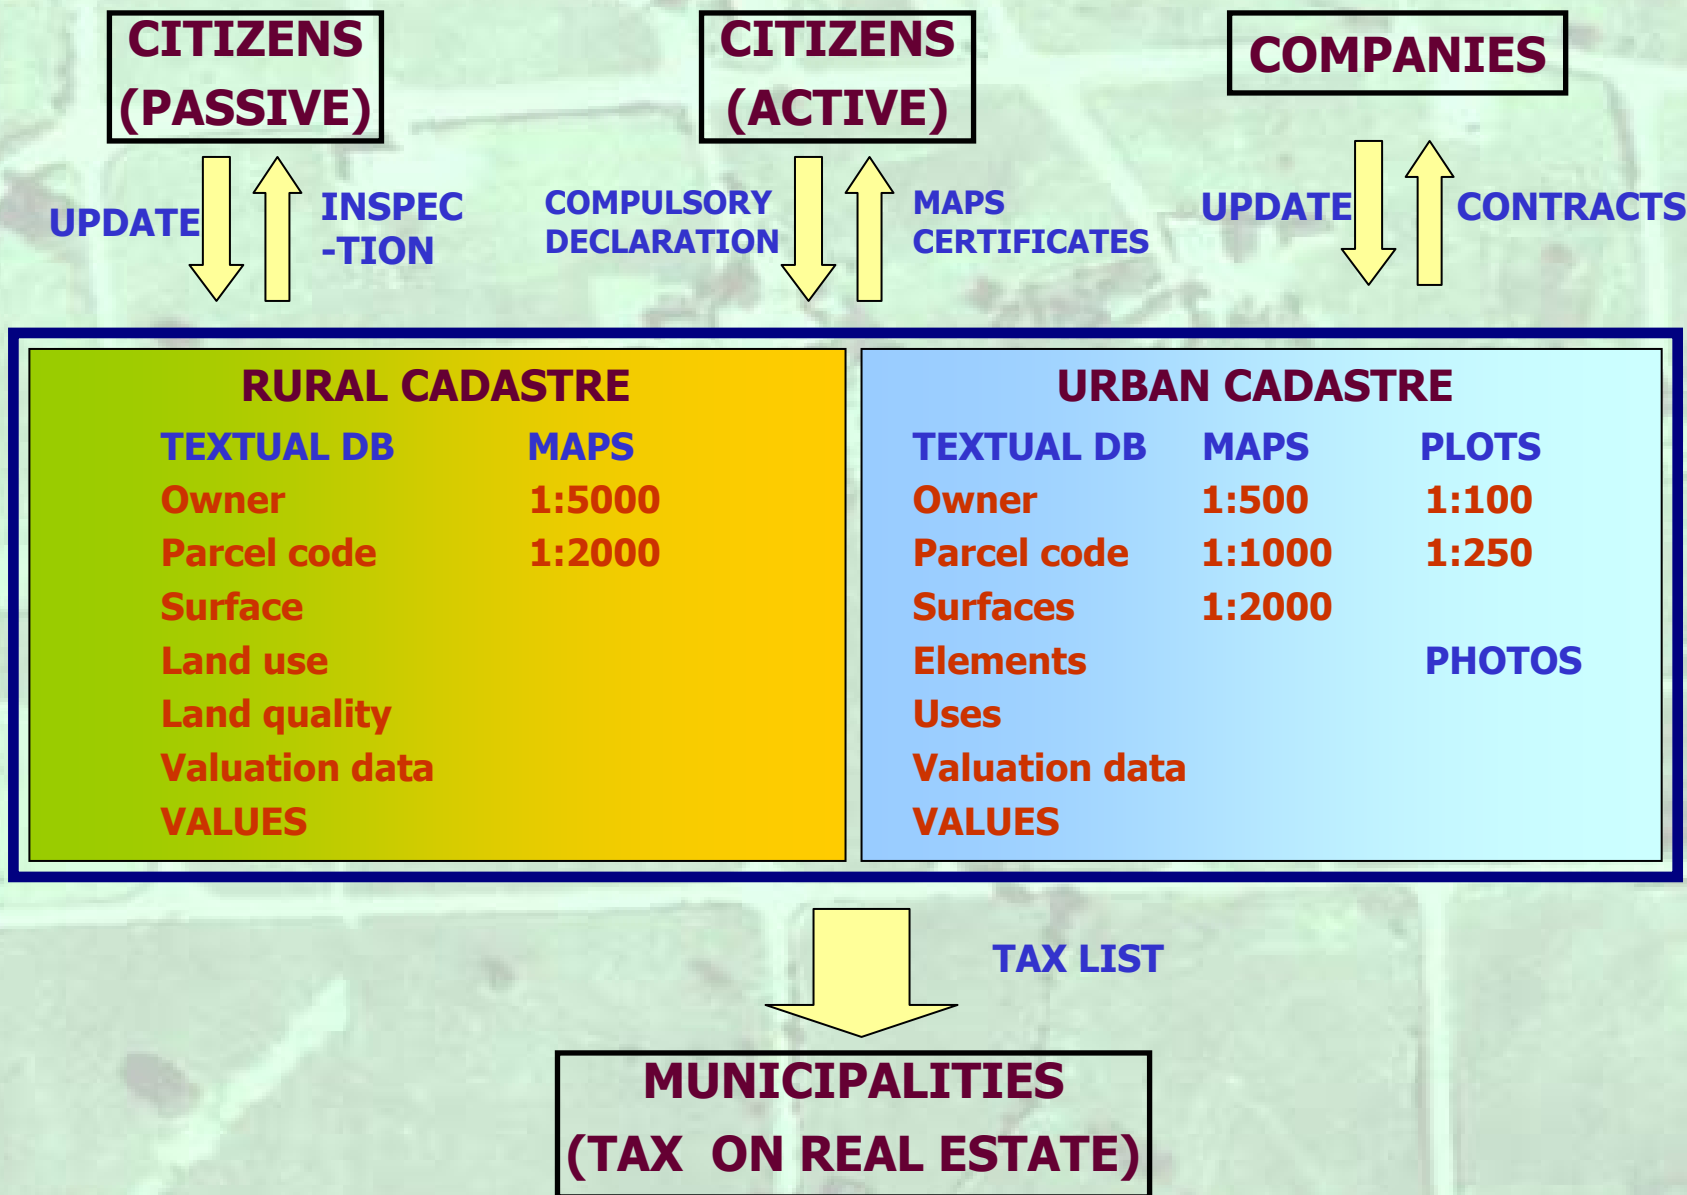 CITIZENS
(PASSIVE)
CITIZENS
(ACTIVE)
COMPANIES
UPDATE
INSPEC
-TION
COMPULSORY
DECLARATION
MAPS
CERTIFICATES
UPDATE
CONTRACTS
RURAL CADASTRE
TEXTUAL DB MAPS
Owner 1:5000
Parcel code 1:2000
Surface
Land use
Land quality
Valuation data
VALUES
URBAN CADASTRE
TEXTUAL DB MAPS PLOTS
Owner 1:500 1:100
Parcel code 1:1000 1:250
Surfaces 1:2000
Elements PHOTOS
Uses
Valuation data
VALUES
TAX LIST
MUNICIPALITIES
(TAX ON REAL ESTATE)